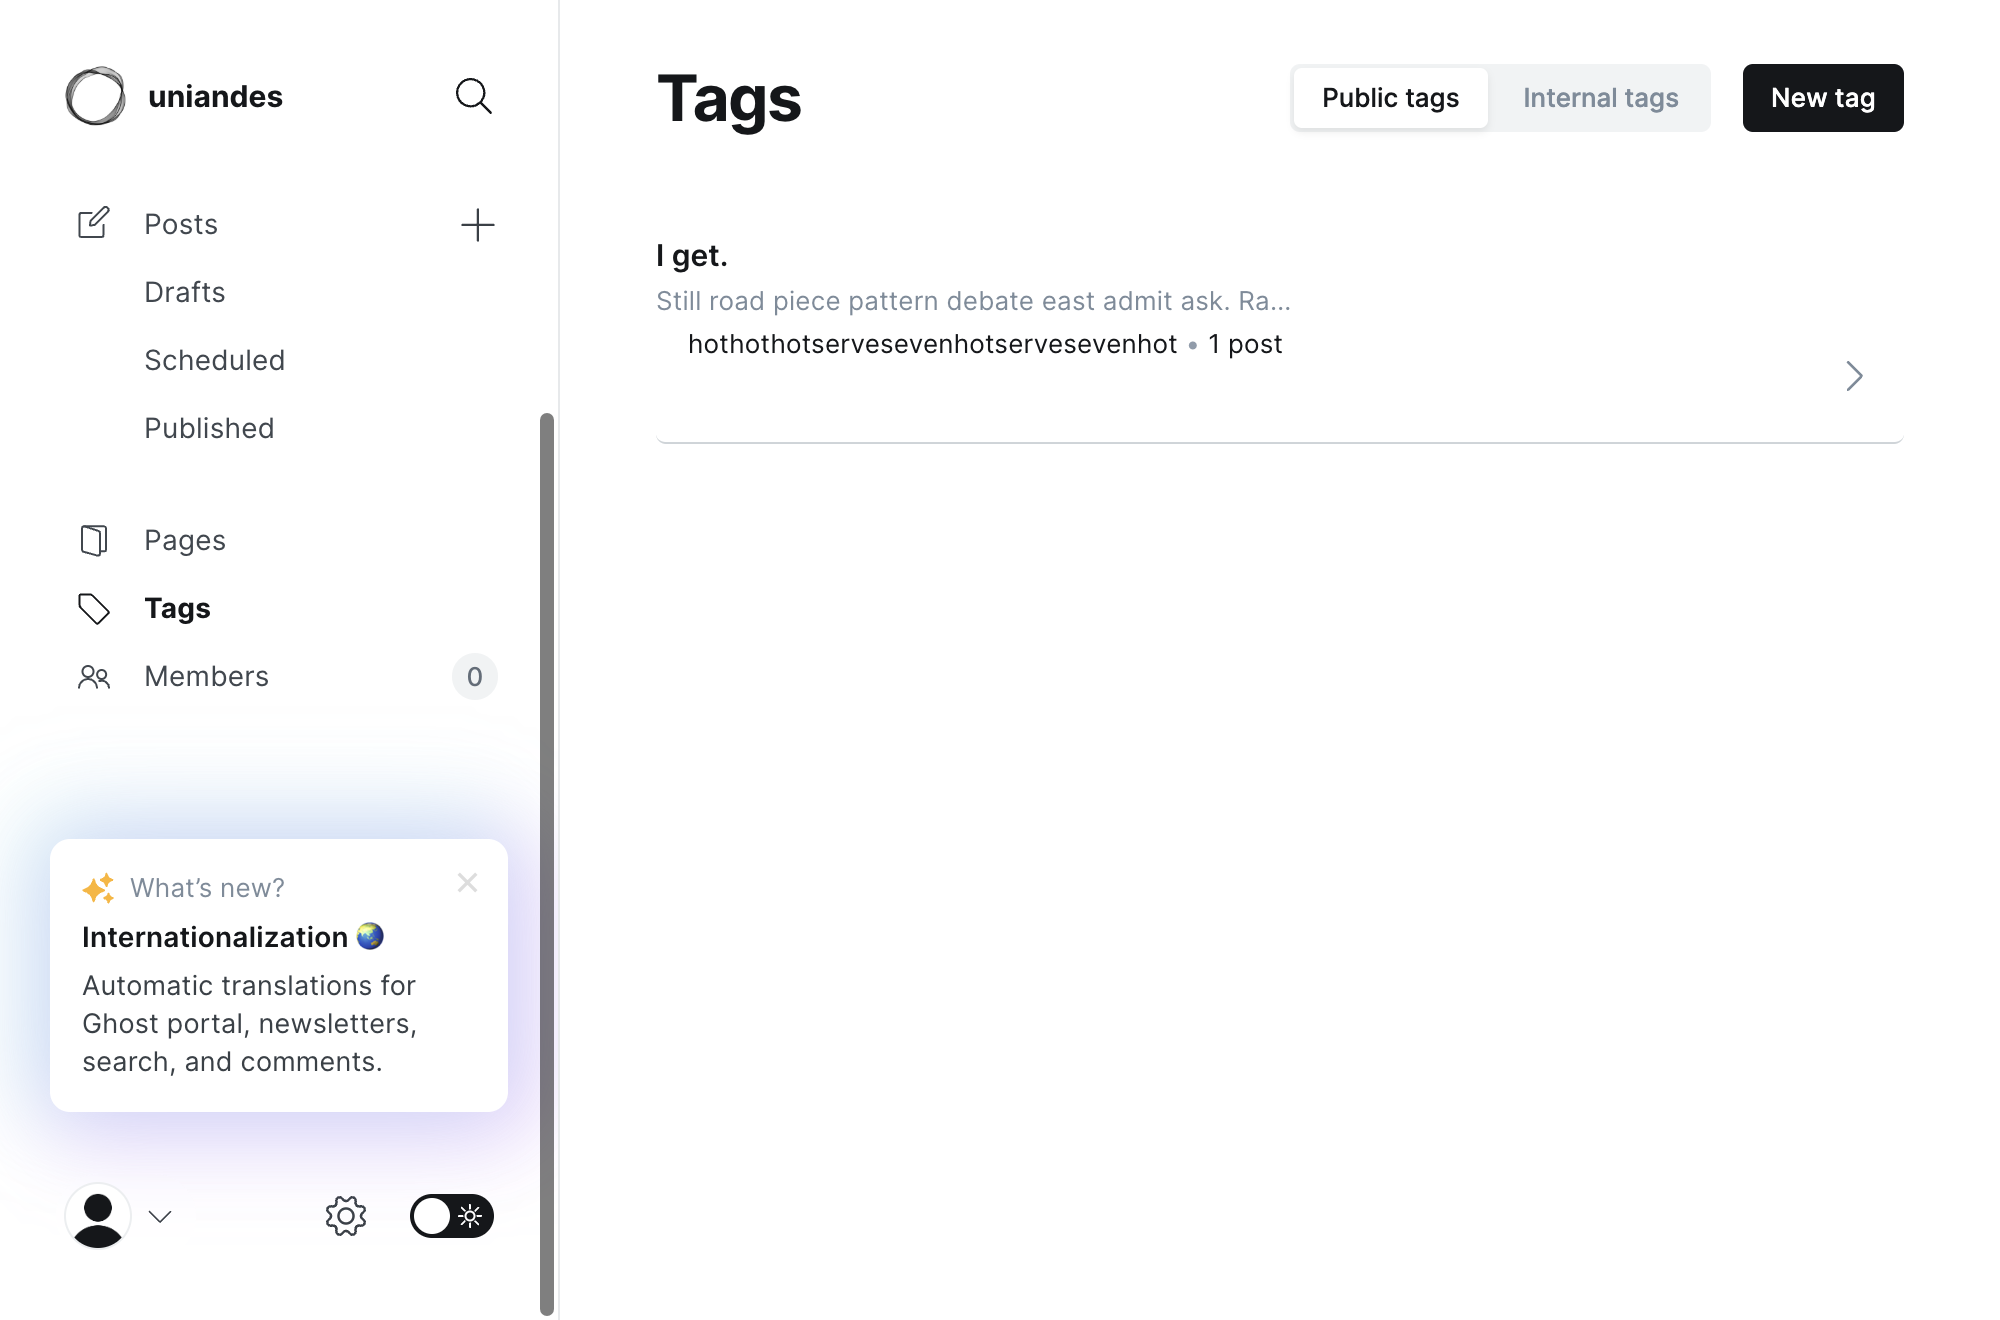 uniandes
Posts
Drafts
Scheduled
Published
Pages
Tags
Members 0
What’s new?
Internationalization
Automatic translations for
Ghost portal, newsletters,
search, and comments.
Tags
Public tags Internal tags New tag
I get.
Still road piece pattern debate east admit ask. Ra...
hothothotservesevenhotservesevenhot • 1 post